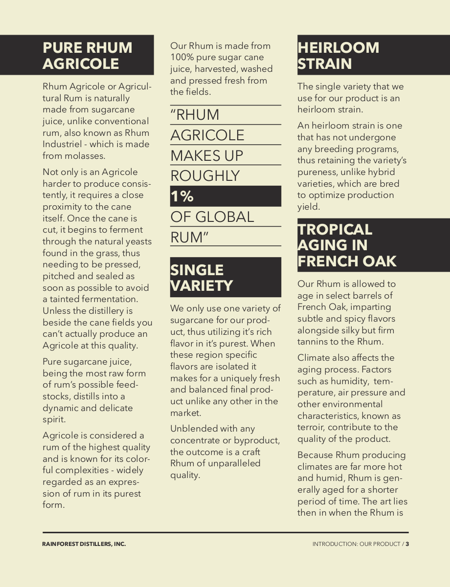 PURE RHUM
AGRICOLE
Rhum Agricole or Agricul-
tural Rum is naturally
made from sugarcane
juice, unlike conventional
rum, also known as Rhum
Industriel - which is made
from molasses.
Not only is an Agricole
harder to produce consis-
tently, it requires a close
proximity to the cane
itself. Once the cane is
cut, it begins to ferment
through the natural yeasts
found in the grass, thus
needing to be pressed,
pitched and sealed as
soon as possible to avoid
a tainted fermentation.
Unless the distillery is
beside the cane fields you
can't actually produce an
Agricole at this quality.
Pure sugarcane juice,
being the most raw form
of rum's possible feed-
stocks, distills into a
dynamic and delicate
spirit.
Agricole is considered a
rum of the highest quality
and is known for its color-
ful complexities - widely
regarded as an expres-
sion of rum in its purest
form.
Our Rhum is made from
100% pure sugar cane
juice, harvested, washed
and pressed fresh from
the fields.
"RHUM
AGRICOLE
MAKES UP
ROUGHLY
1%
OF GLOBAL
RUM"
SINGLE
VARIETY
We only use one variety of
sugarcane for our prod-
uct, thus utilizing it's rich
flavor in it's purest. When
these region specific
flavors are isolated it
makes for a uniquely fresh
and balanced final prod-
uct unlike any other in the
market.
Unblended with any
concentrate or byproduct,
the outcome is a craft
Rhum of unparalleled
quality.
HEIRLOOM
STRAIN
The single variety that we
use for our product is an
heirloom strain.
An heirloom strain is one
that has not undergone
any breeding programs,
thus retaining the variety's
pureness, unlike hybrid
varieties, which are bred
to optimize production
yield.
TROPICAL
AGING IN
FRENCH OAK
Our Rhum is allowed to
age in select barrels of
French Oak, imparting
subtle and spicy flavors
alongside silky but firm
tannins to the Rhum.
Climate also affects the
aging process. Factors
such as humidity, tem-
perature, air pressure and
other environmental
characteristics, known as
terroir, contribute to the
quality of the product.
Because Rhum producing
climates are far more hot
and humid, Rhum is gen-
erally aged for a shorter
period of time. The art lies
then in when the Rhum is
RAINFOREST DISTILLERS, INC.
INTRODUCTION: OUR PRODUCT / 3